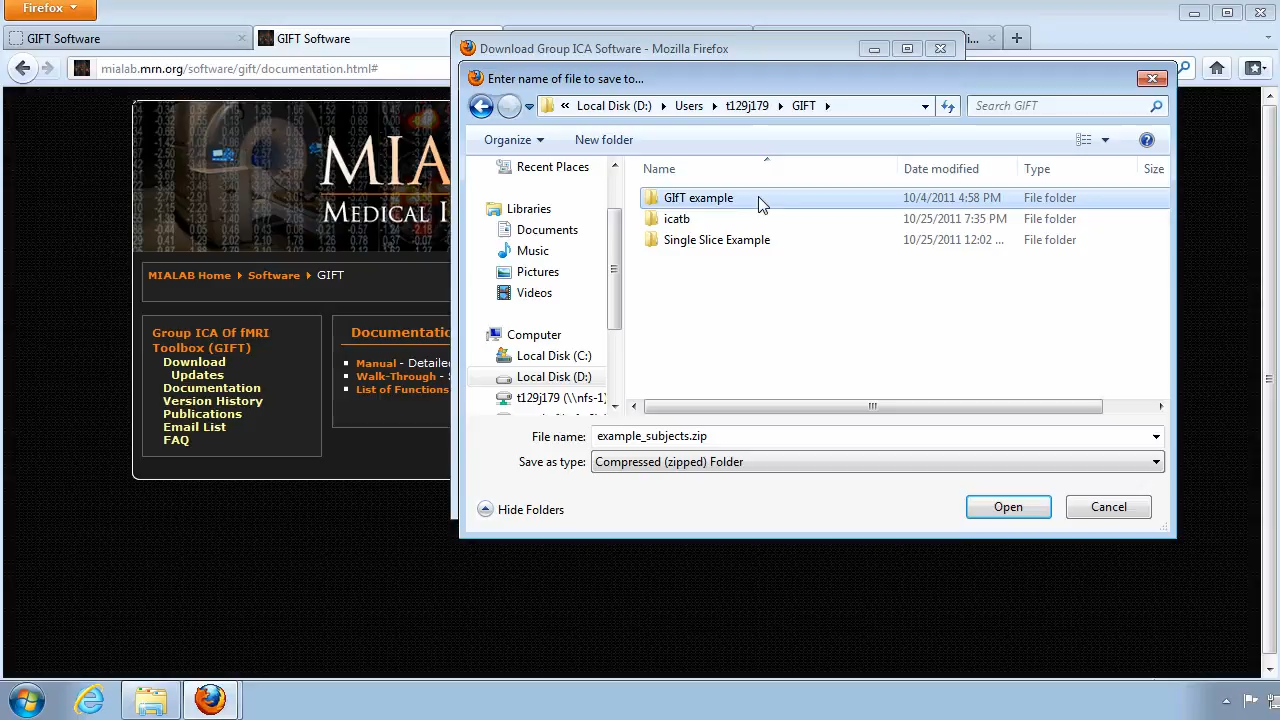 Firefox
GIFT Software
GIFT Software
mialab.mrn.org/software/gift/documentation.html#
Download Group ICA Software - Mozilla Firefox
Enter name of file to save to...
Local Disk (D:)
Users
t129j179
GIFT
Search GIFT
Organize
New folder
Name
Date modified
Type
Size
Recent Places
Libraries
Documents
Music
Pictures
Videos
Computer
Local Disk (C:)
Local Disk (D:)
t129j179 (\\nfs-1)
GIFT example
10/4/2011 4:58 PM
File folder
icatb
10/25/2011 7:35 PM
File folder
Single Slice Example
10/25/2011 12:02 ...
File folder
File name:
example_subjects.zip
Save as type:
Compressed (zipped) Folder
Hide Folders
Open
Cancel
MIA
MEDICAL I
MIALAB Home
Software
GIFT
Group ICA Of fMRI
Toolbox (GIFT)
Download
Updates
Documentation
Version History
Publications
Email List
FAQ
Documentatio
Manual - Detailed
Walk-Through -
List of Functions